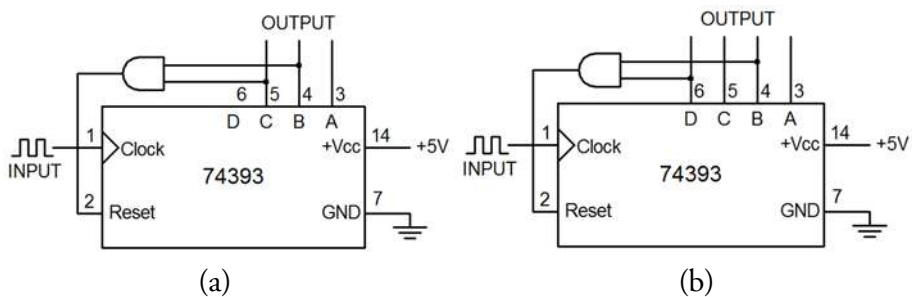 OUTPUT
6 5 4 3
D C B A
1 Clock
INPUT
74393
14
+Vcc +5V
2 Reset
GND 7
(a)
OUTPUT
6 5 4 3
D C B A
1 Clock
INPUT
74393
14
+Vcc +5V
2 Reset
GND 7
(b)